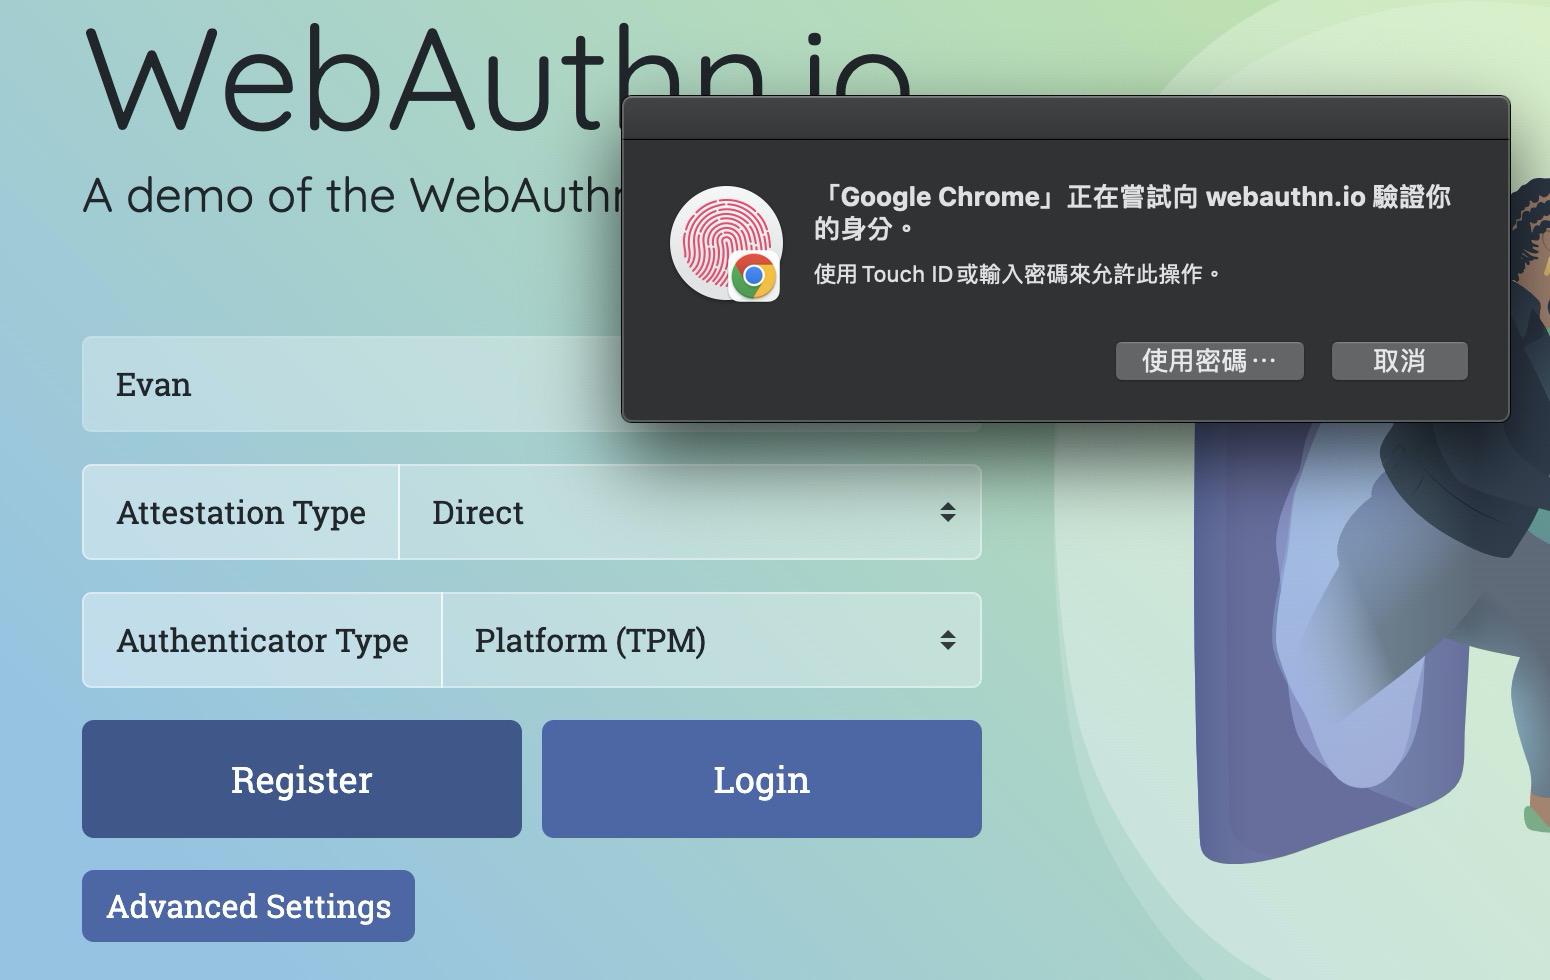 WebAuthn.io
A demo of the WebAuthn
「Google Chrome」正在嘗試向 webauthn.io 驗證你
的身分。
使用 Touch ID 或輸入密碼來允許此操作。
使用密碼…
取消
Evan
Attestation Type
Direct
Authenticator Type
Platform (TPM)
Register
Login
Advanced Settings